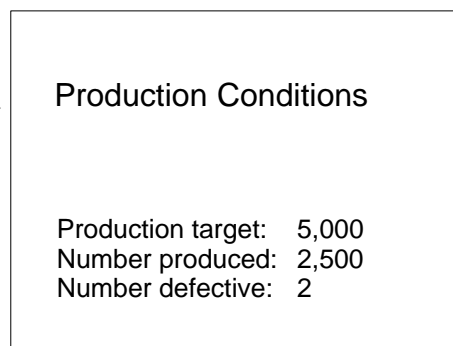 Production Conditions
Production target: 5,000
Number produced: 2,500
Number defective: 2